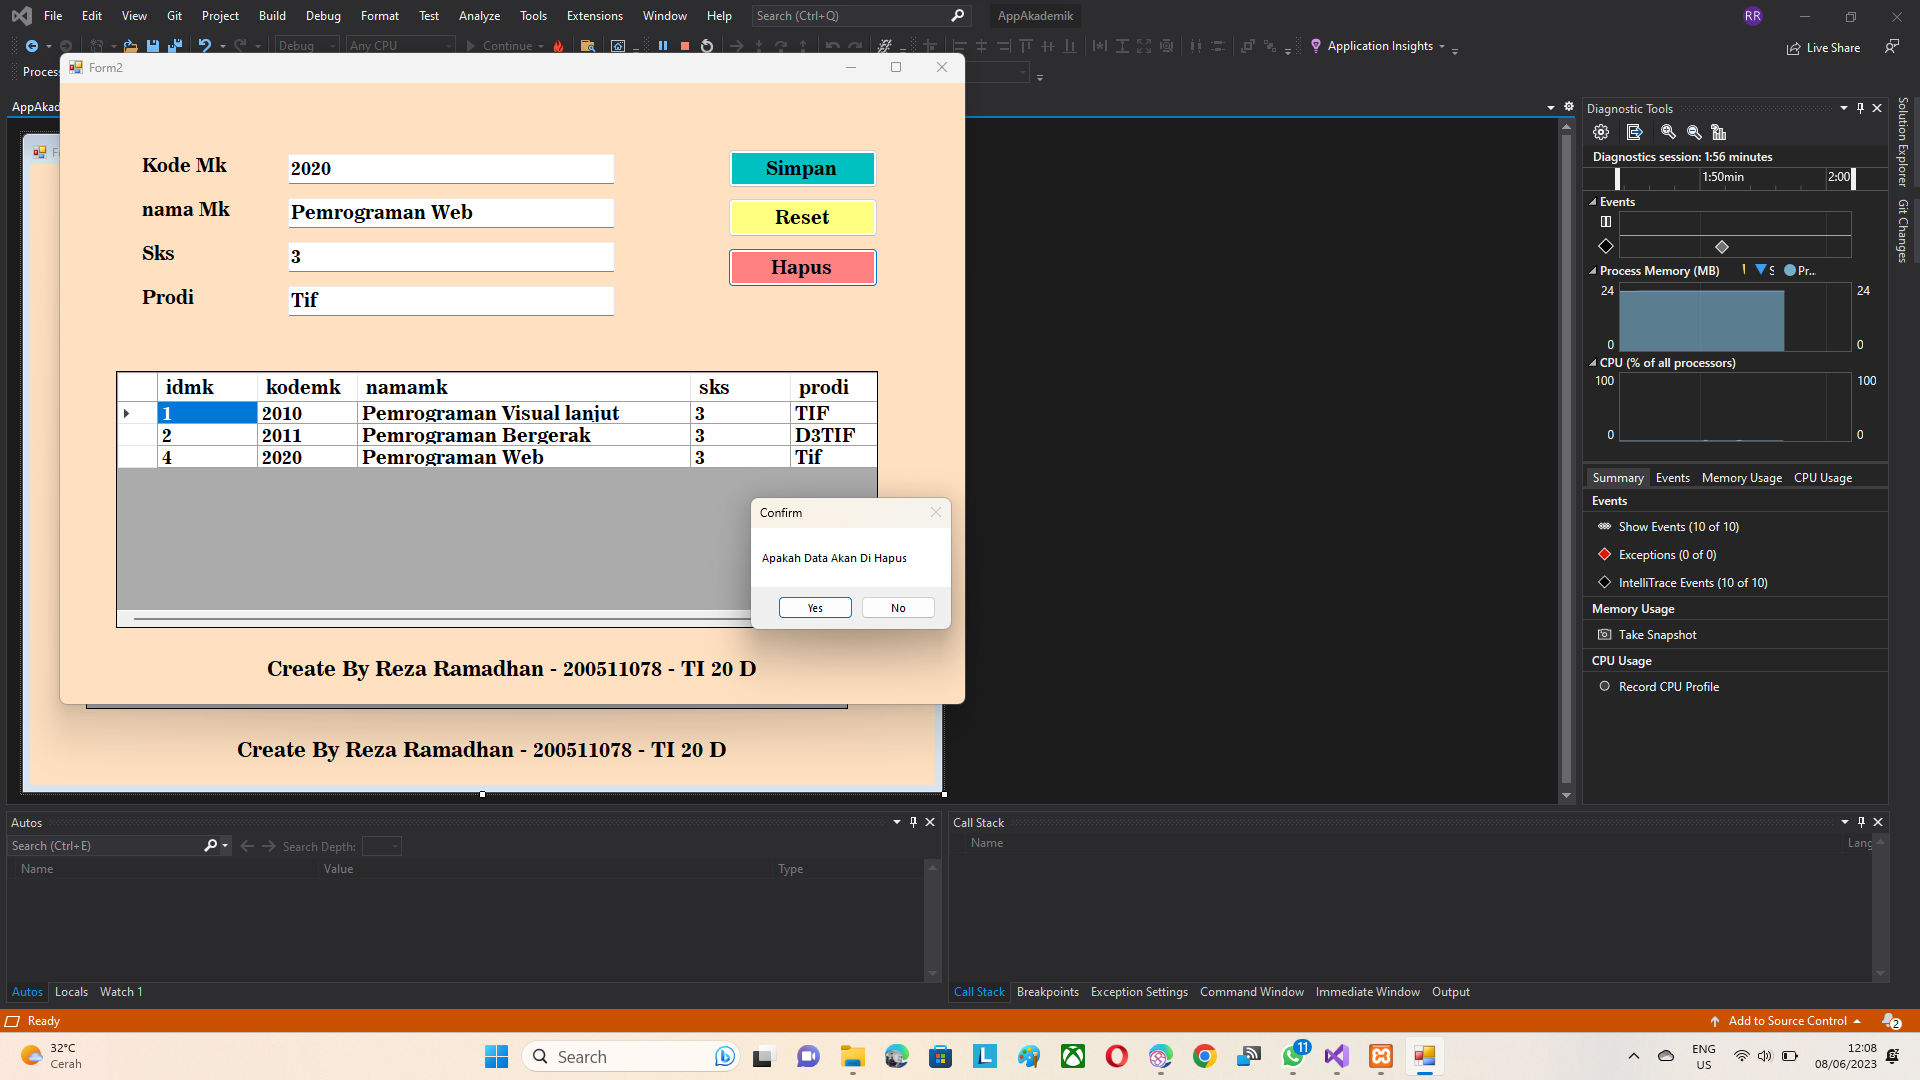 File Edit View Git Project Build Debug Format Test Analyze Tools Extensions Window Help Search (Ctrl+Q) AppAkademik RR
Debug Any CPU Continue Application Insights Live Share
Form2
Kode Mk 2020 Simpan
nama Mk Pemrograman Web Reset
Sks 3 Hapus
Prodi Tif
idmk kodemk namamk sks prodi
1 2010 Pemrograman Visual lanjut 3 TIF
2 2011 Pemrograman Bergerak 3 D3TIF
4 2020 Pemrograman Web 3 Tif
Confirm
Apakah Data Akan Di Hapus
Yes No
Create By Reza Ramadhan - 200511078 - TI 20 D
Create By Reza Ramadhan - 200511078 - TI 20 D
Diagnostic Tools
Diagnostics session: 1:56 minutes
1:50min 2:00
Events
Process Memory (MB) S Pr...
24 24
0 0
CPU (% of all processors)
100 100
0 0
Summary Events Memory Usage CPU Usage
Events
Show Events (10 of 10)
Exceptions (0 of 0)
IntelliTrace Events (10 of 10)
Memory Usage
Take Snapshot
CPU Usage
Record CPU Profile
Solution Explorer
Git Changes
Autos
Search (Ctrl+E) Search Depth:
Name Value Type
Autos Locals Watch 1
Call Stack
Name Lang
Call Stack Breakpoints Exception Settings Command Window Immediate Window Output
Ready Add to Source Control 2
32°C
Cerah
Search
11
ENG
US
12:08
08/06/2023